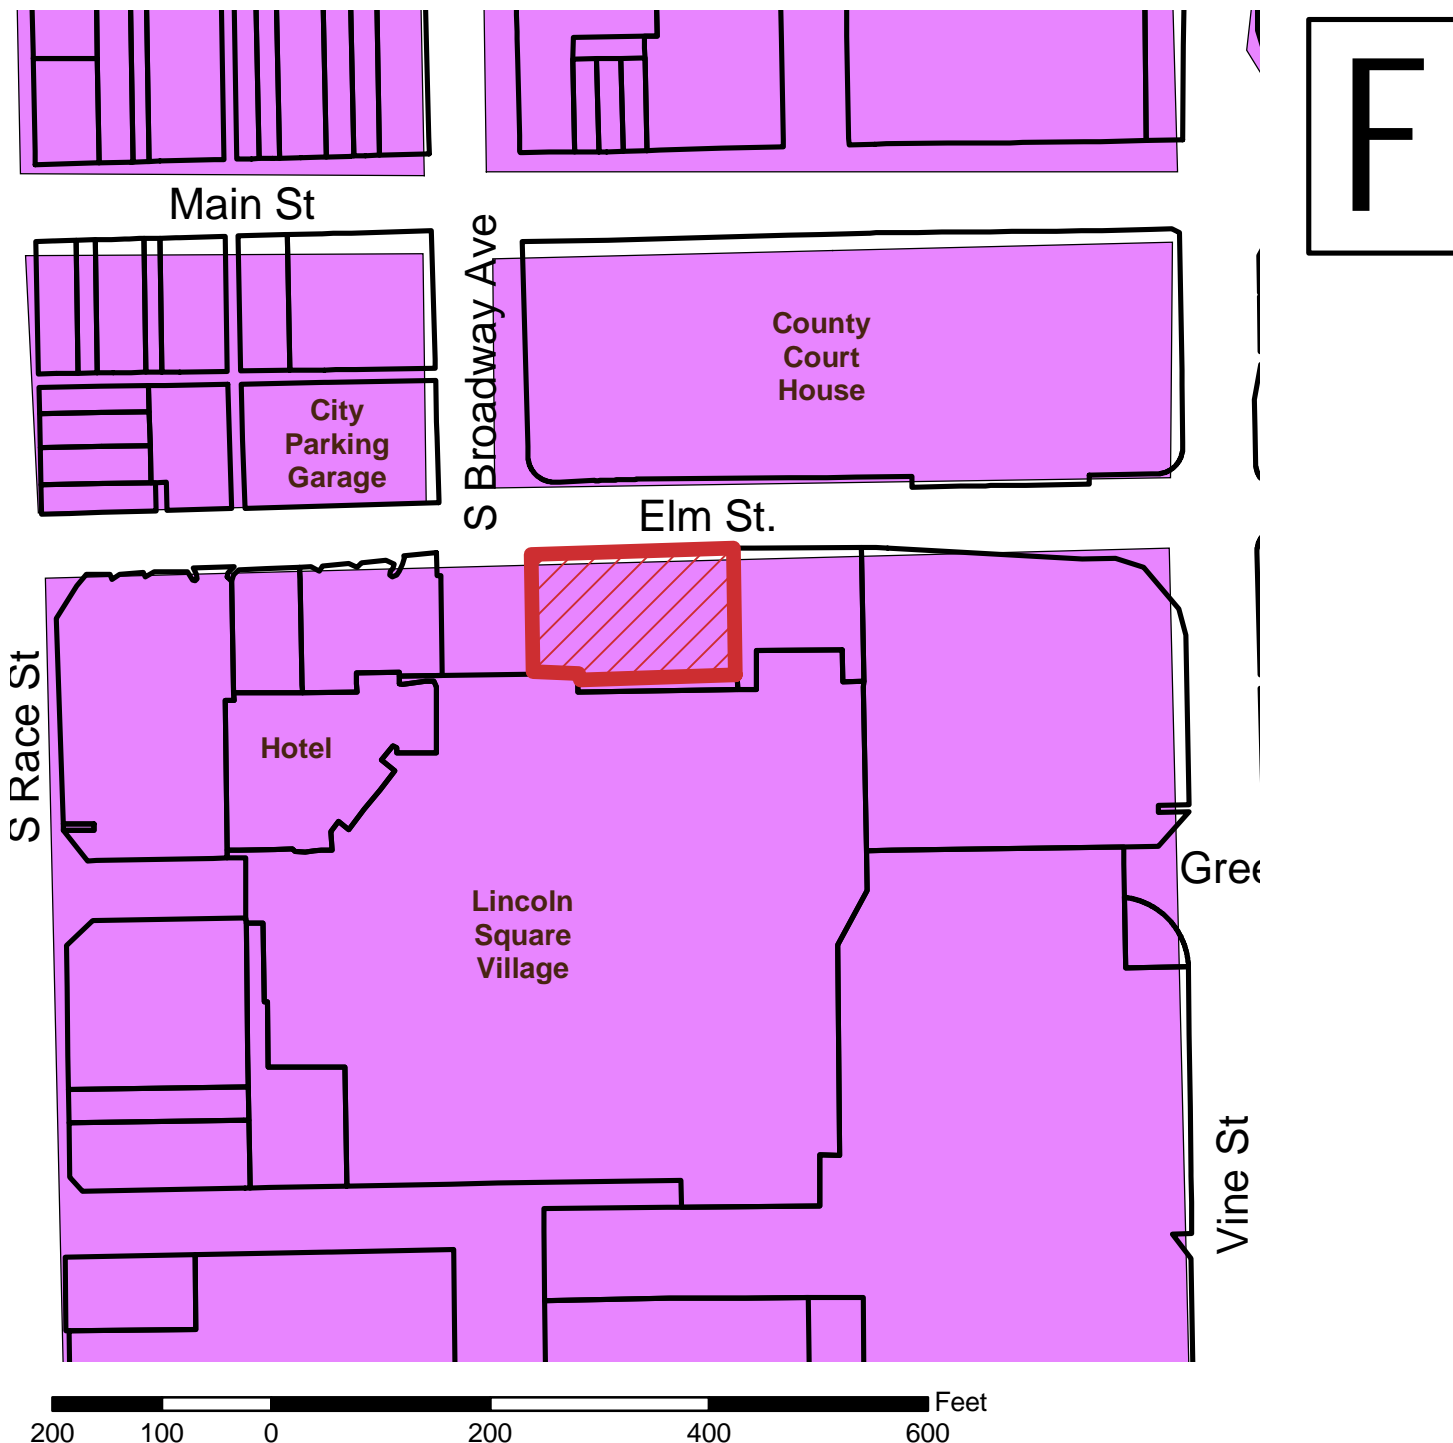 F
Main St
S Broadway Ave
County
Court
House
City
Parking
Garage
Elm St.
S Race St
Hotel
Gree
Lincoln
Square
Village
Vine St
Feet
200 100 0 200 400 600